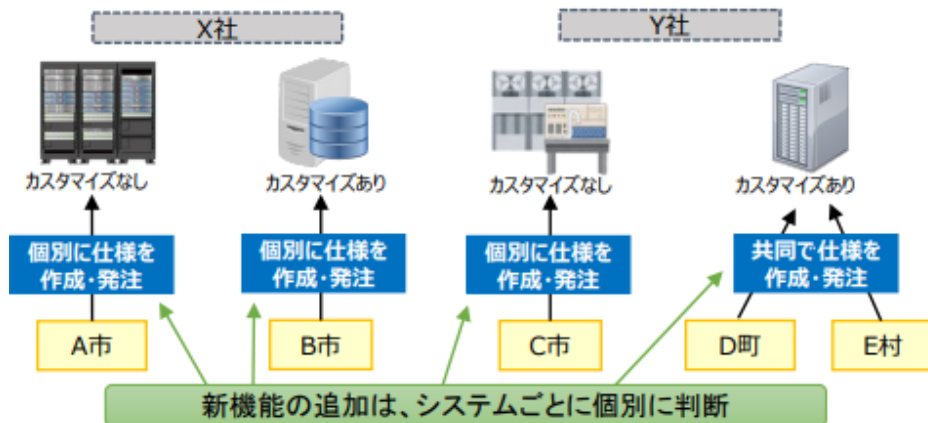 X社
Y社
カスタマイズなし
カスタマイズあり
カスタマイズなし
カスタマイズあり
個別に仕様を
作成・発注
個別に仕様を
作成・発注
個別に仕様を
作成・発注
共同で仕様を
作成・発注
A市
B市
C市
D町
E村
新機能の追加は、システムごとに個別に判断